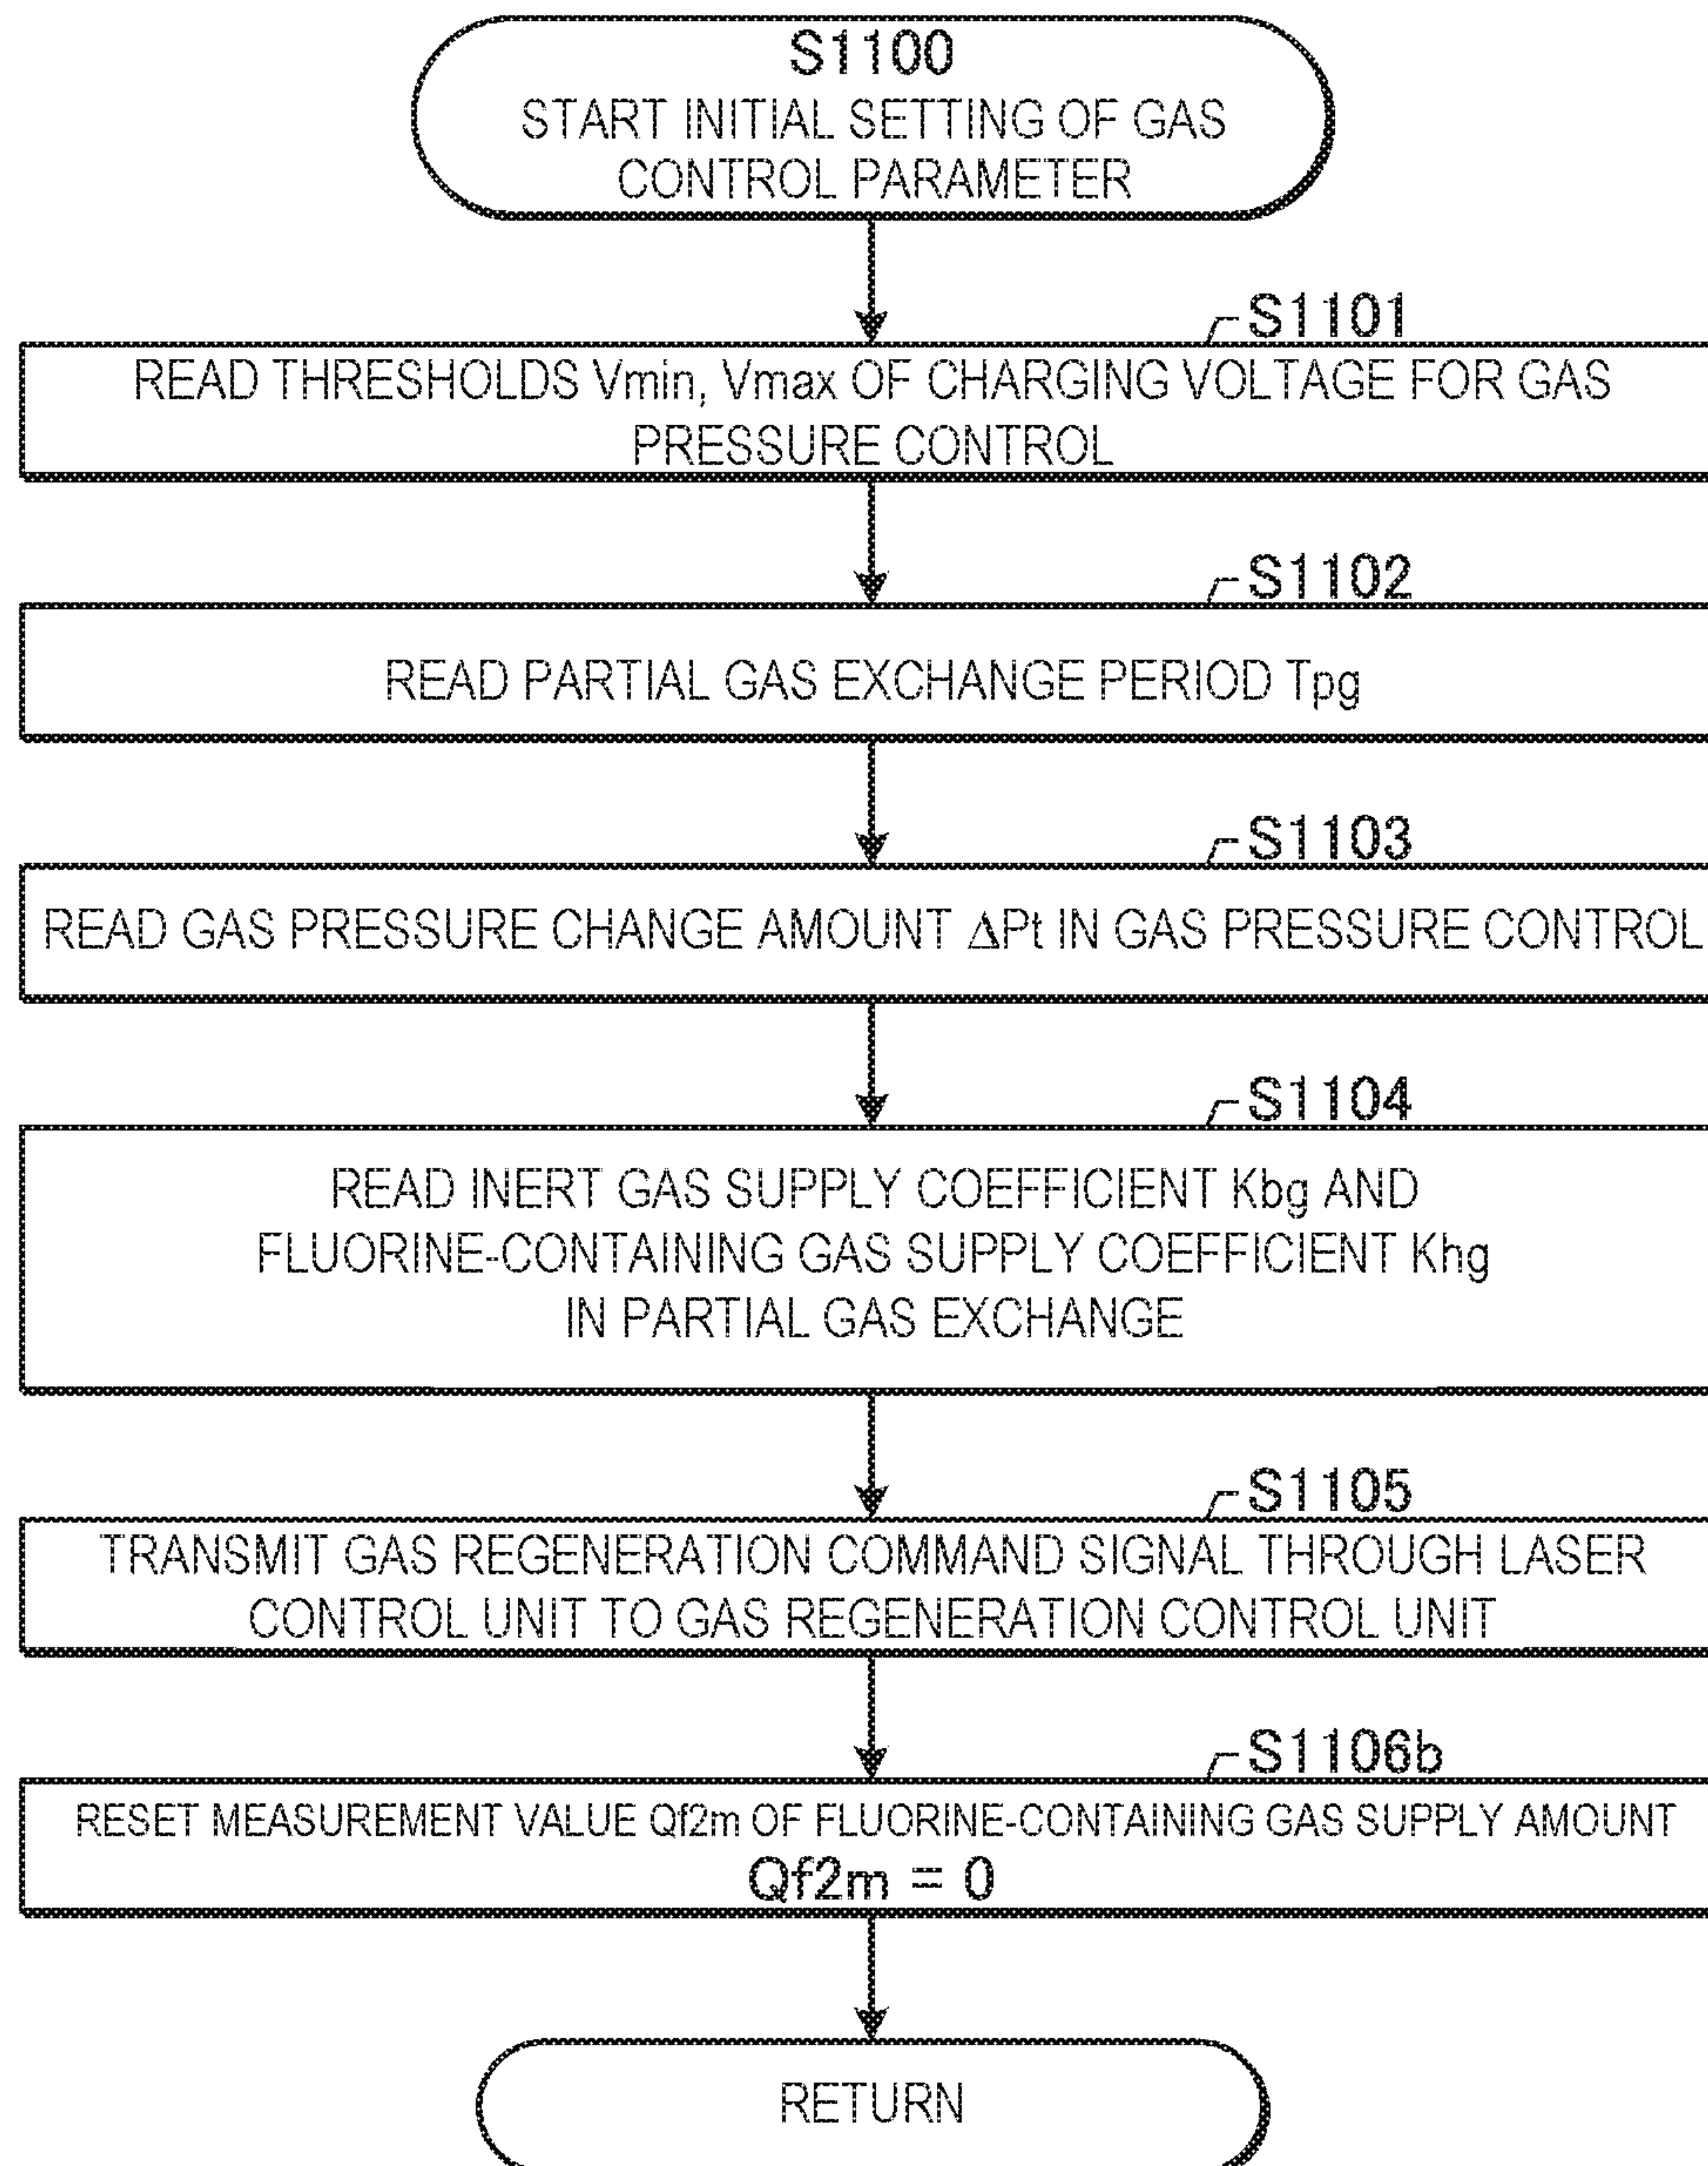 S1100
START INITIAL SETTING OF GAS
CONTROL PARAMETER
S1101
READ THRESHOLDS Vmin, Vmax OF CHARGING VOLTAGE FOR GAS
PRESSURE CONTROL
S1102
READ PARTIAL GAS EXCHANGE PERIOD Tpg
S1103
READ GAS PRESSURE CHANGE AMOUNT ΔPt IN GAS PRESSURE CONTROL
S1104
READ INERT GAS SUPPLY COEFFICIENT Kbg AND
FLUORINE-CONTAINING GAS SUPPLY COEFFICIENT Khg
IN PARTIAL GAS EXCHANGE
S1105
TRANSMIT GAS REGENERATION COMMAND SIGNAL THROUGH LASER
CONTROL UNIT TO GAS REGENERATION CONTROL UNIT
S1106b
RESET MEASUREMENT VALUE Qf2m OF FLUORINE-CONTAINING GAS SUPPLY AMOUNT
Qf2m = 0
RETURN